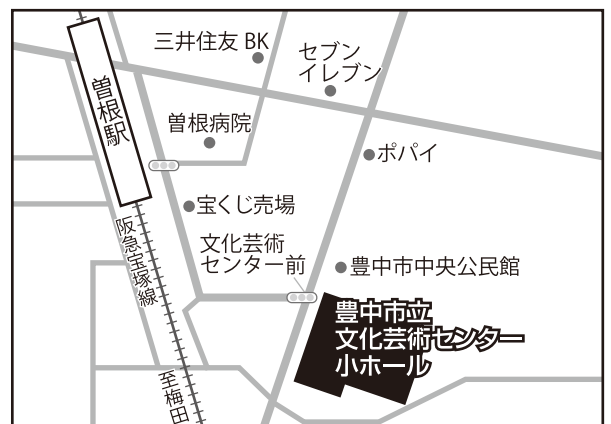 三井住友 BK
セブン
イレブン
曽根駅
曽根病院
ポパイ
宝くじ売場
阪急宝塚線
文化芸術
センター前
豊中市中央公民館
豊中市立
文化芸術センター
小ホール
至梅田